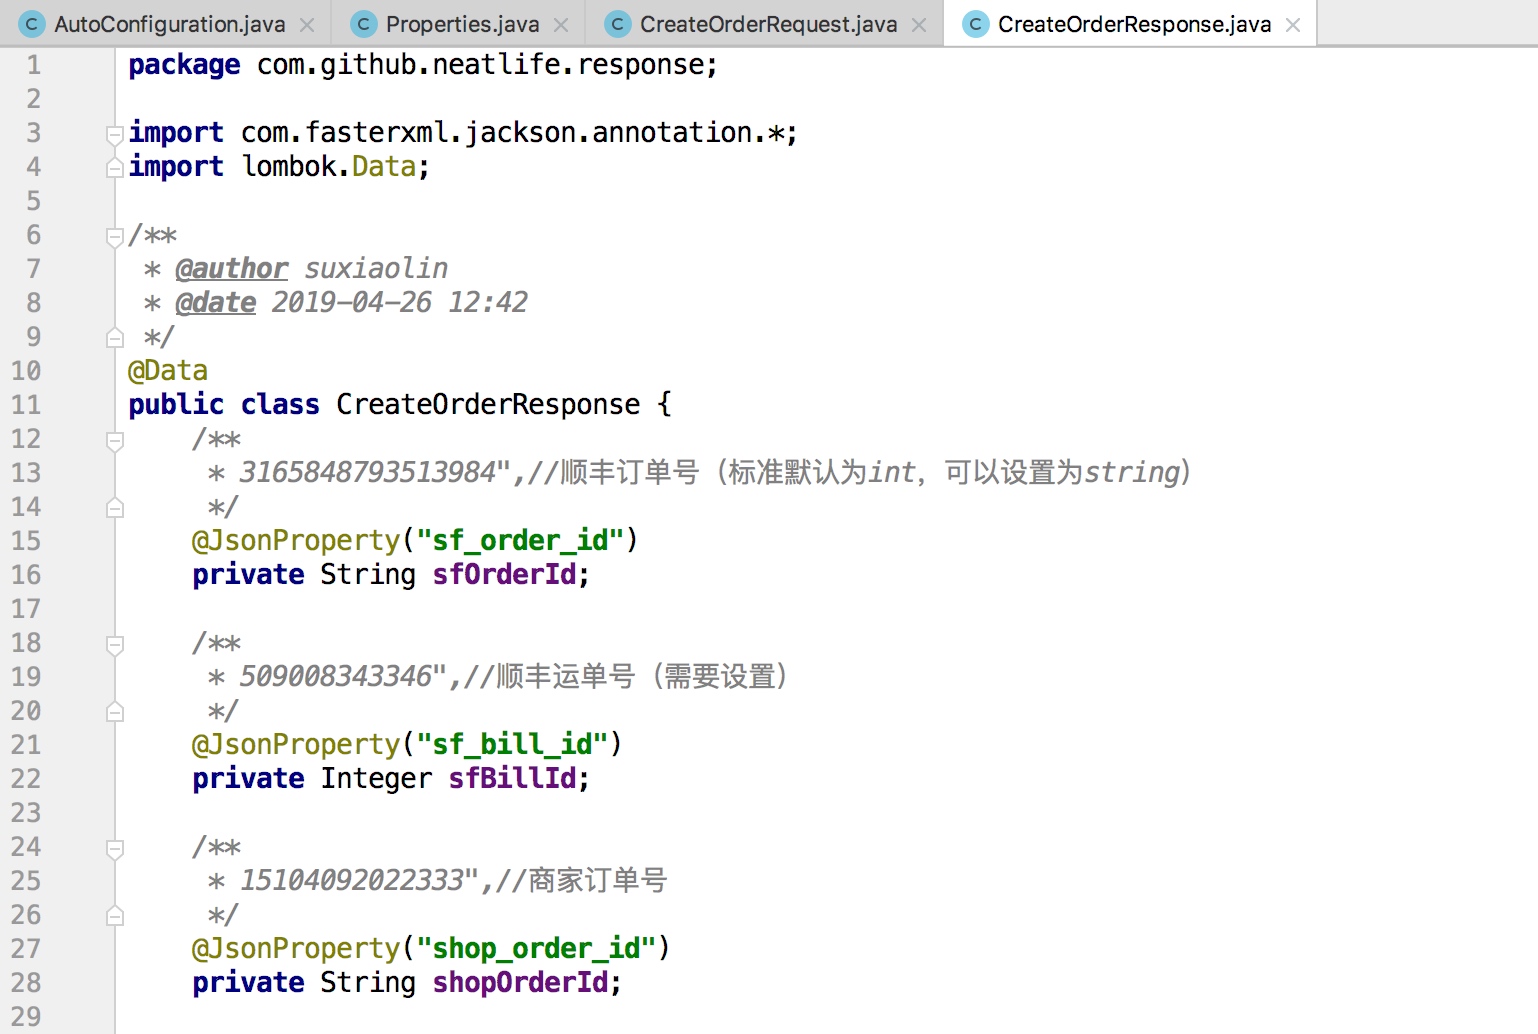 AutoConfiguration.java × Properties.java × CreateOrderRequest.java × CreateOrderResponse.java ×
1 package com.github.neatlife.response;
2
3 import com.fasterxml.jackson.annotation.*;
4 import lombok.Data;
5
6 /**
7 * @author suxiaolin
8 * @date 2019-04-26 12:42
9 */
10 @Data
11 public class CreateOrderResponse {
12 /**
13 * 3165848793513984",//顺丰订单号（标准默认为int，可以设置为string）
14 */
15 @JsonProperty("sf_order_id")
16 private String sfOrderId;
17
18 /**
19 * 509008343346",//顺丰运单号（需要设置）
20 */
21 @JsonProperty("sf_bill_id")
22 private Integer sfBillId;
23
24 /**
25 * 15104092022333",//商家订单号
26 */
27 @JsonProperty("shop_order_id")
28 private String shopOrderId;
29